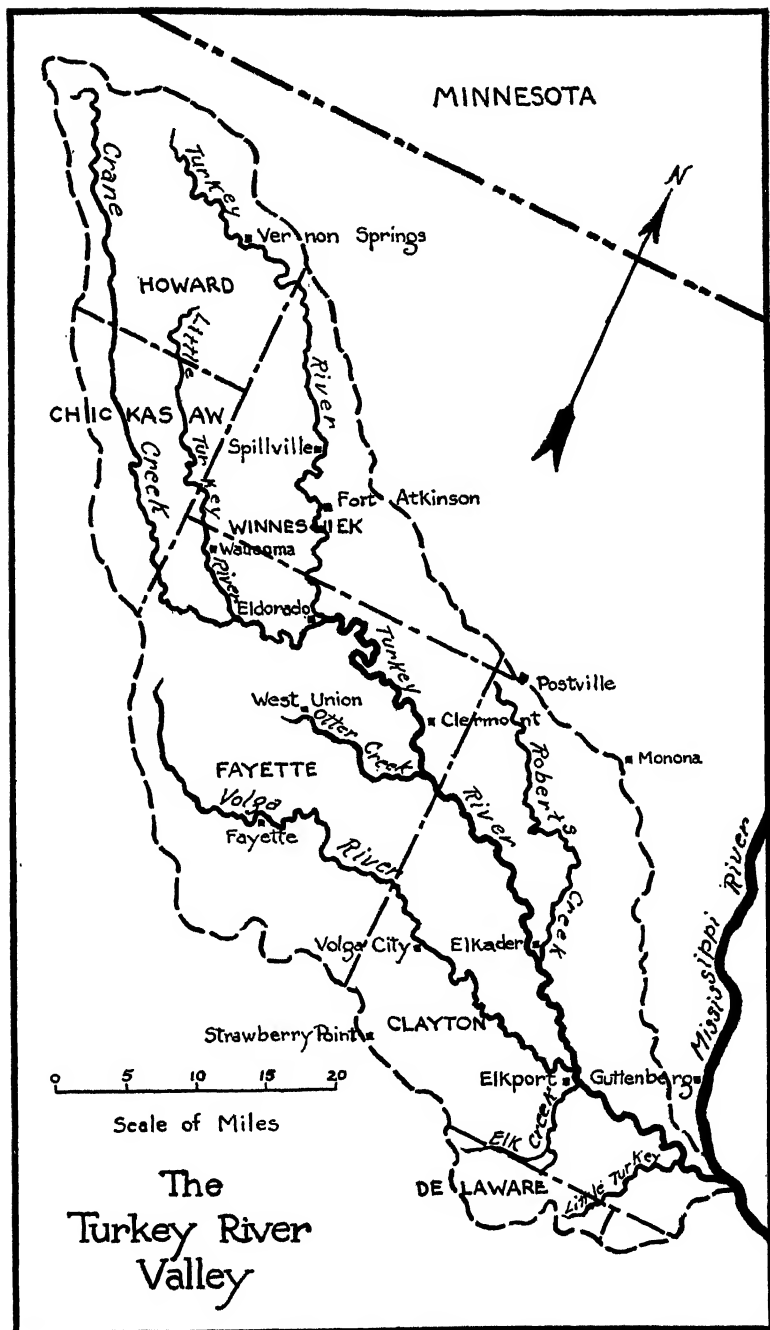 MINNESOTA
N
Crane
Turkey
Vernon Springs
HOWARD
Little
River
CHICKASAW
Creek
Turkey
Spillville
Fort Atkinson
WINNESHIEK
Waucoma
River
Eldorado
Turkey
Postville
West Union
Clermont
Otter Creek
Monona
FAYETTE
Roberts
River
Volga
Fayette
River
Creek
Mississippi River
Volga City
Elkader
CLAYTON
Strawberry Point
0 5 10 15 20
Elkport
Guttenberg
Scale of Miles
Elk Creek
Little Turkey
DELAWARE
The
Turkey River
Valley